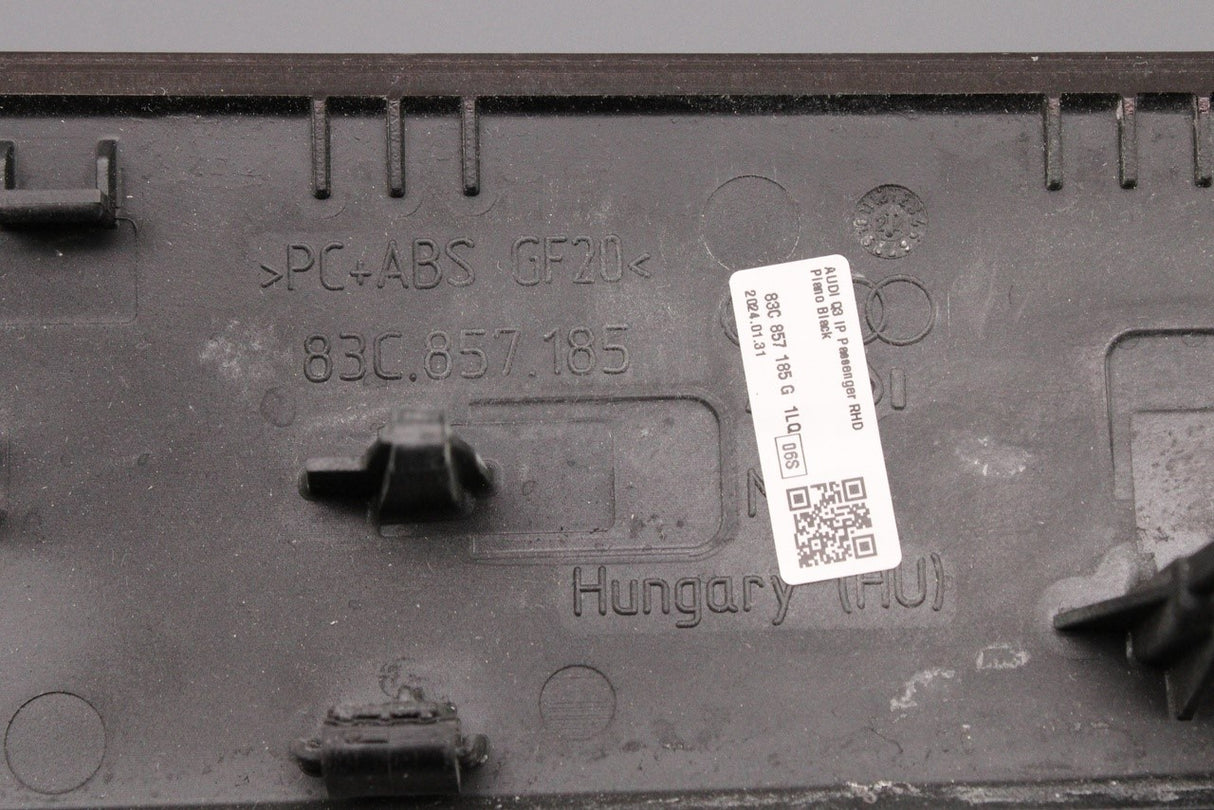 >PC+ABS GF20<
83C.857.185
AUDI Q3 IP Passenger RHD
Piano Black
83C 857 185 G 1LQ 06S
2024.01.31
Hungary (HU)